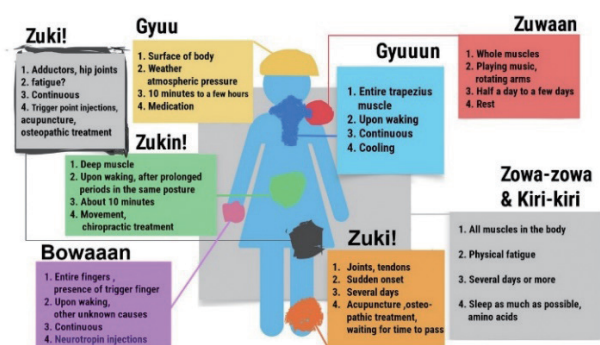 Zuki!
1. Adductors, hip joints
2. fatigue?
3. Continuous
4. Trigger point injections,
acupuncture,
osteopathic treatment
Gyuu
1. Surface of body
2. Weather
atmospheric pressure
3. 10 minutes to a few hours
4. Medication
Gyuuun
1. Entire trapezius
muscle
2. Upon waking
3. Continuous
4. Cooling
Zuwaan
1. Whole muscles
2. Playing music,
rotating arms
3. Half a day to a few days
4. Rest
Zukin!
1. Deep muscle
2. Upon waking, after prolonged
periods in the same posture
3. About 10 minutes
4. Movement,
chiropractic treatment
Zowa-zowa
& Kiri-kiri
1. All muscles in the body
2. Physical fatigue
3. Several days or more
4. Sleep as much as possible,
amino acids
Bowaaan
1. Entire fingers ,
presence of trigger finger
2. Upon waking,
other unknown causes
3. Continuous
4. Neurotropin injections
Zuki!
1. Joints, tendons
2. Sudden onset
3. Several days
4. Acupuncture ,osteo-
pathic treatment,
waiting for time to pass